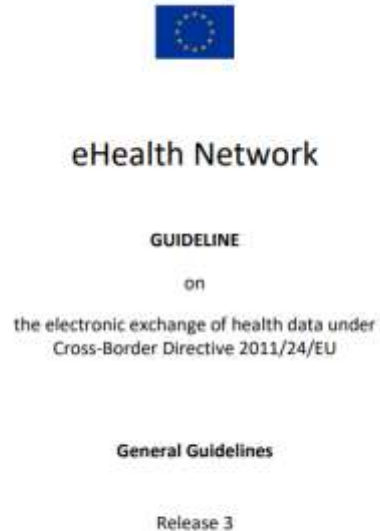 eHealth Network
GUIDELINE
on
the electronic exchange of health data under
Cross-Border Directive 2011/24/EU
General Guidelines
Release 3